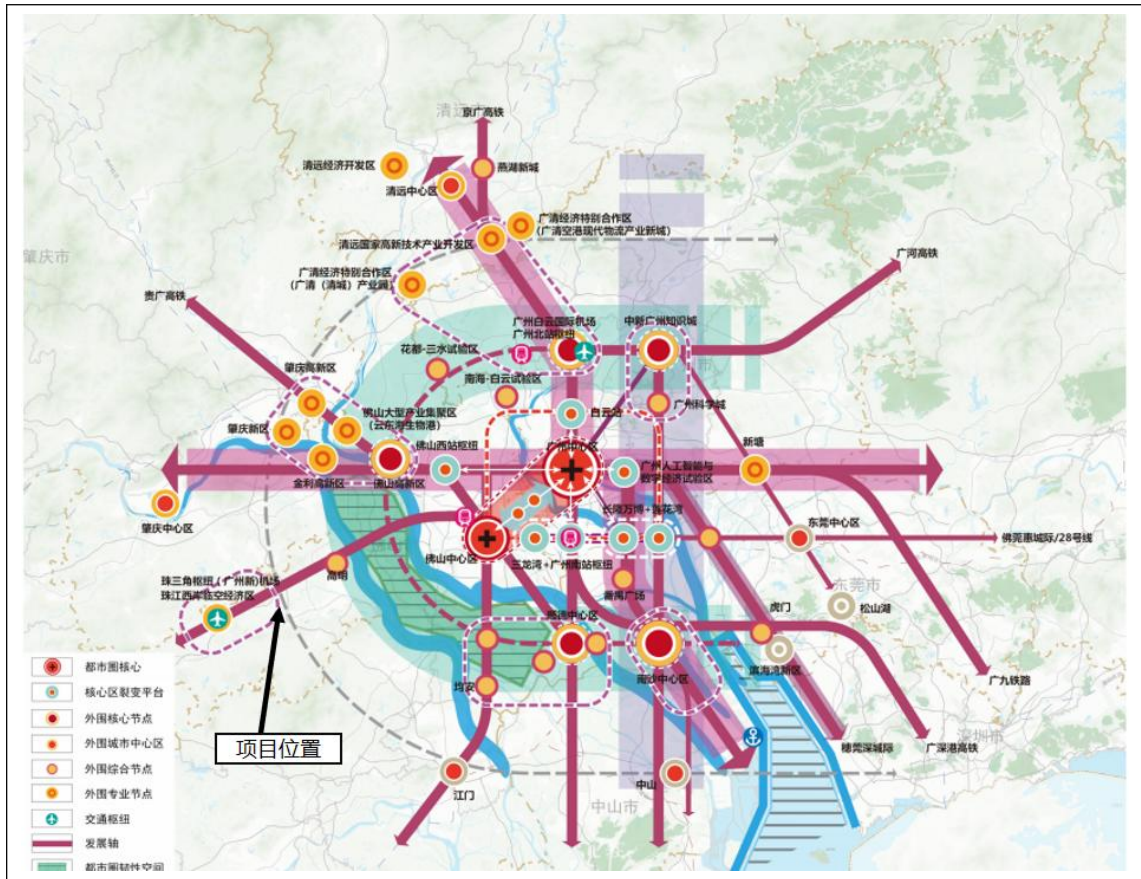 清远市
京广高铁
清远经济开发区
燕湖新城
清远中心区
广清经济特别合作区
(广清空港现代物流产业新城)
清远国家高新技术产业开发区
肇庆市
广清经济特别合作区
(广清（清城）产业园)
广河高铁
贵广高铁
广州白云国际机场
广州北站枢纽
中新广州知识城
花都-三水试验区
市
南海-白云试验区
肇庆高新区
广州科学城
佛山大型产业集聚区
(云东海生物港)
白云站
肇庆新区
佛山西站枢纽
广州中心区
新塘
金利高新区
佛山高新区
广州人工智能与
数字经济试验区
肇庆中心区
长隆万博+莲花湾
东莞中心区
佛莞惠城际/28号线
佛山中心区
三龙湾+广州南站枢纽
高明
珠三角枢纽（广州新)机场
珠江西岸临空经济区
东莞市
番禺广场
松山湖
虎门
顺德中心区
南沙中心区
滨海湾新区
广九铁路
均安
项目位置
穗莞深城际
广深港高铁
深圳市
江门
中山
中山市
都市圈核心
核心区裂变平台
外围核心节点
外围城市中心区
外围综合节点
外围专业节点
交通枢纽
发展轴
都市圈韧性空间